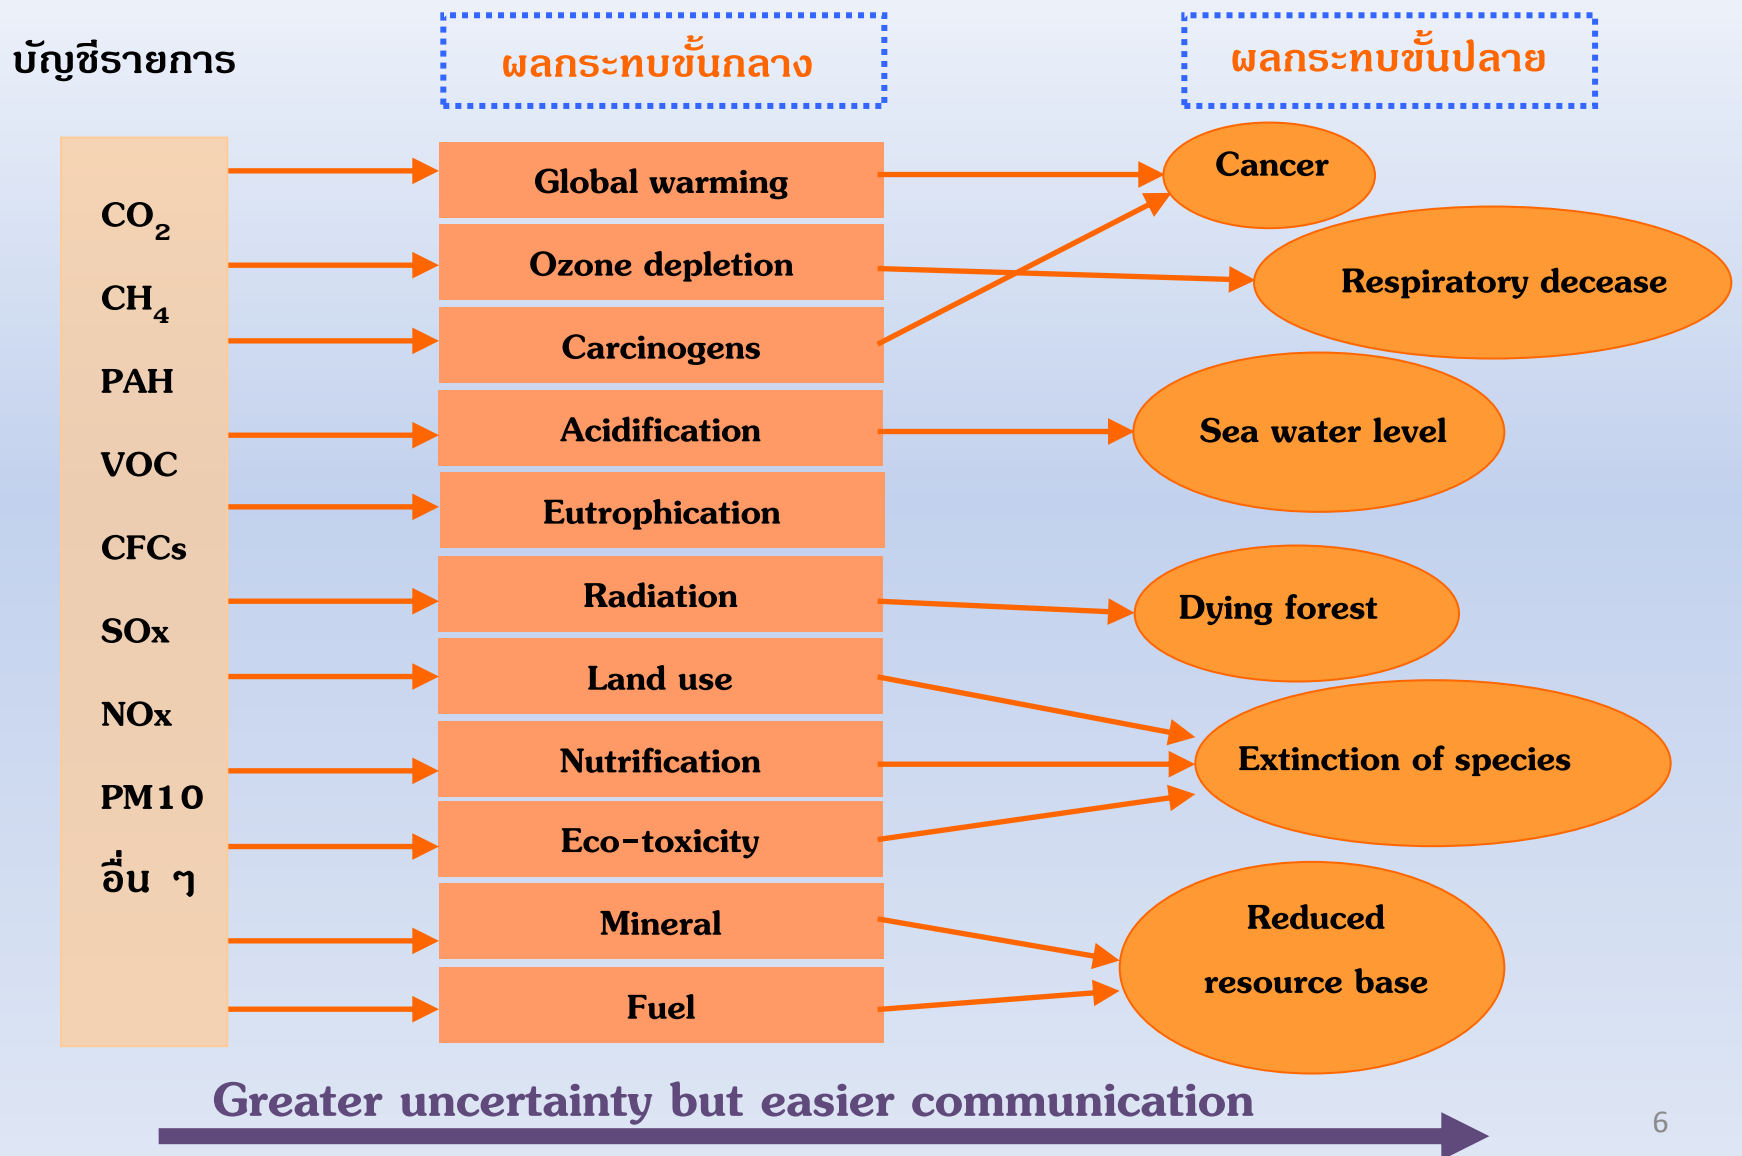 บัญชีรายการ
ผลกระทบขั้นกลาง
ผลกระทบขั้นปลาย
CO₂
CH₄
PAH
VOC
CFCs
SOx
NOx
PM10
อื่น ๆ
Global warming
Ozone depletion
Carcinogens
Acidification
Eutrophication
Radiation
Land use
Nutrification
Eco-toxicity
Mineral
Fuel
Cancer
Respiratory decease
Sea water level
Dying forest
Extinction of species
Reduced
resource base
Greater uncertainty but easier communication
6